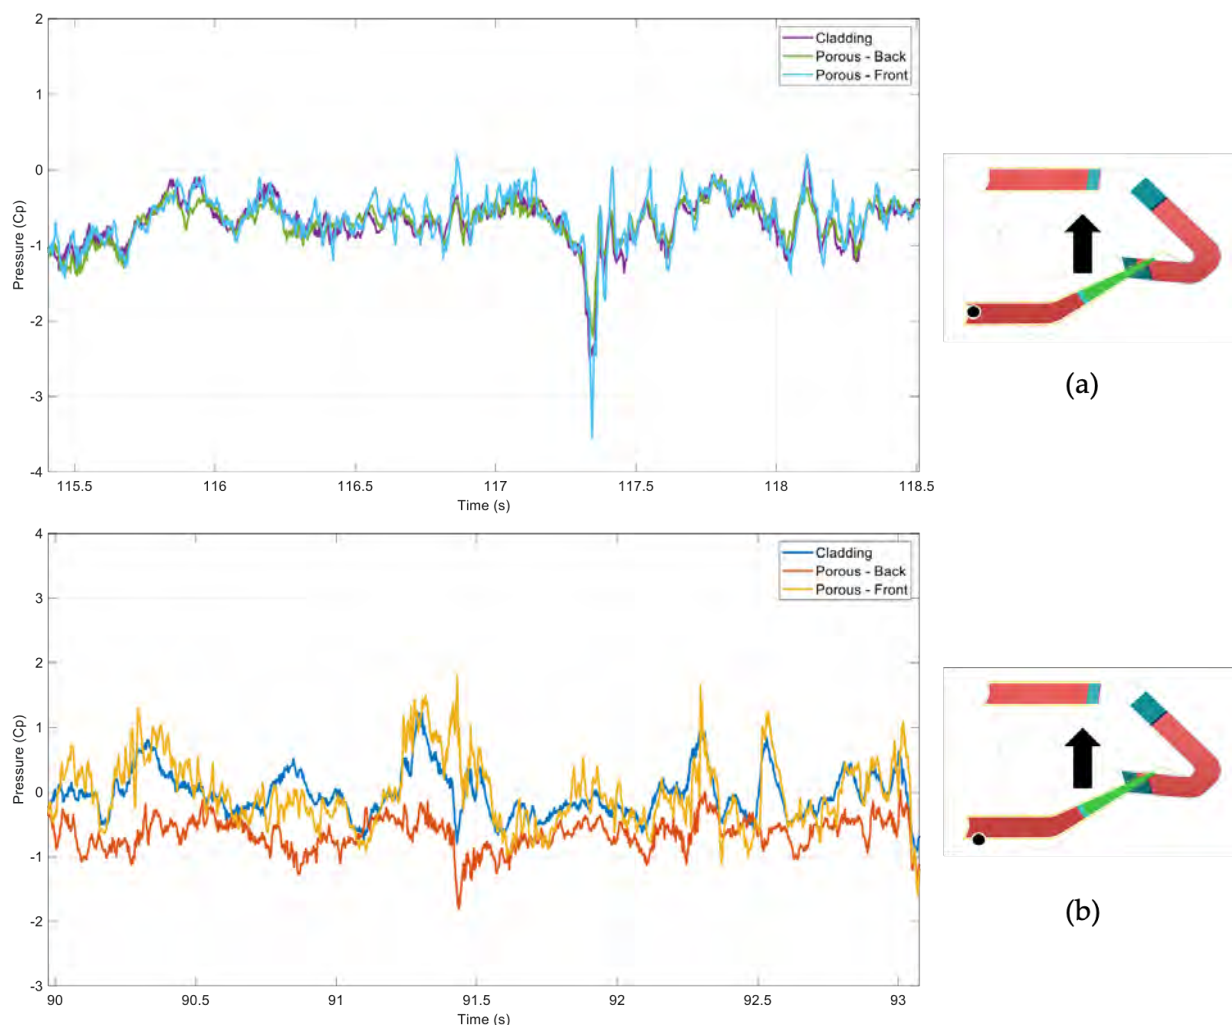 2
1
0
-1
-2
-3
-4
Pressure (Cp)
Cladding
Porous - Back
Porous - Front
115.5 116 116.5 117 117.5 118 118.5
Time (s)
(a)
4
3
2
1
0
-1
-2
-3
Pressure (Cp)
Cladding
Porous - Back
Porous - Front
90 90.5 91 91.5 92 92.5 93
Time (s)
(b)